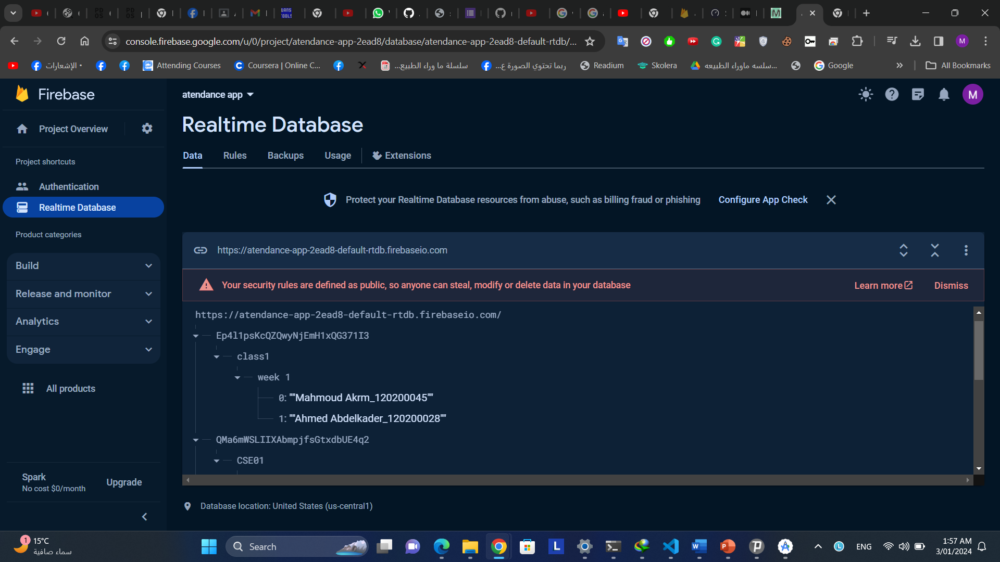 console.firebase.google.com/u/0/project/atendance-app-2ead8/database/atendance-app-2ead8-default-rtdb/...
M
الإشعارات •
Attending Courses
Coursera | Online C...
سلسلة ما وراء الطبيع...
ربما تحتوي الصورة ع...
Readium
Skolera
سلسه ماوراء الطبيعه...
Google
All Bookmarks
Firebase
atendance app
M
Project Overview
Realtime Database
Data
Rules
Backups
Usage
Extensions
Project shortcuts
Authentication
Realtime Database
Protect your Realtime Database resources from abuse, such as billing fraud or phishing
Configure App Check
Product categories
Build
Release and monitor
Analytics
Engage
All products
https://atendance-app-2ead8-default-rtdb.firebaseio.com
Your security rules are defined as public, so anyone can steal, modify or delete data in your database
Learn more
Dismiss
https://atendance-app-2ead8-default-rtdb.firebaseio.com/
Ep4l1psKcQZQwyNjEmH1xQG371I3
class1
week 1
0: ""Mahmoud Akrm_120200045""
1: ""Ahmed Abdelkader_120200028""
QMa6mWSLIIXAbmpjfsGtxdbUE4q2
CSE01
Spark
No cost $0/month
Upgrade
Database location: United States (us-central1)
1
15°C
سماء صافية
Search
ENG
1:57 AM
3/01/2024